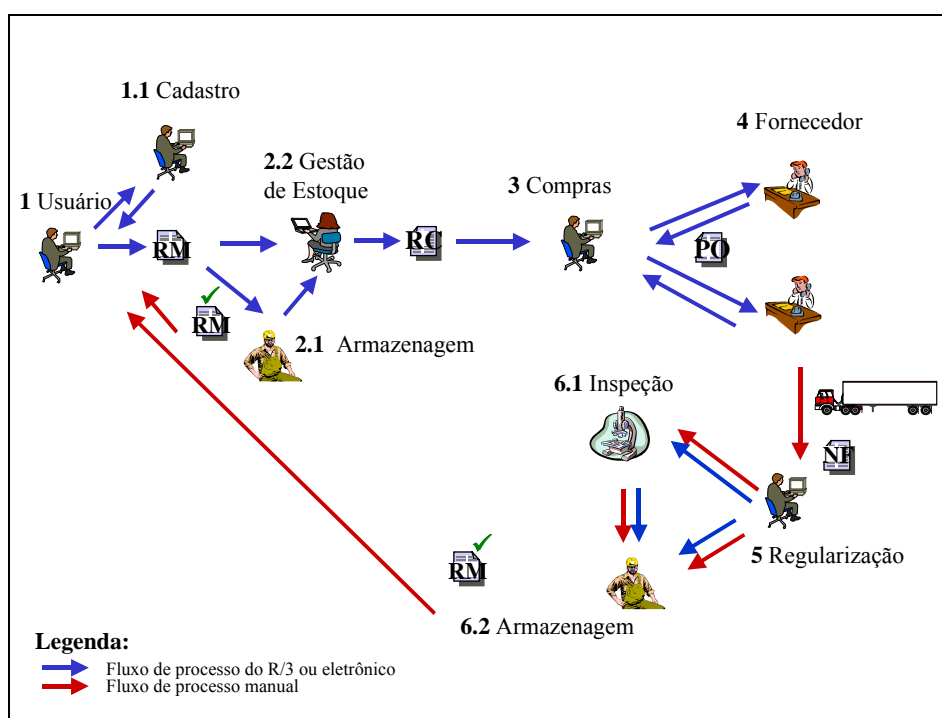 1.1 Cadastro
4 Fornecedor
2.2 Gestão
de Estoque
3 Compras
1 Usuário
RM
RC
PO
RM
2.1 Armazenagem
6.1 Inspeção
NF
5 Regularização
RM
6.2 Armazenagem
Legenda:
Fluxo de processo do R/3 ou eletrônico
Fluxo de processo manual